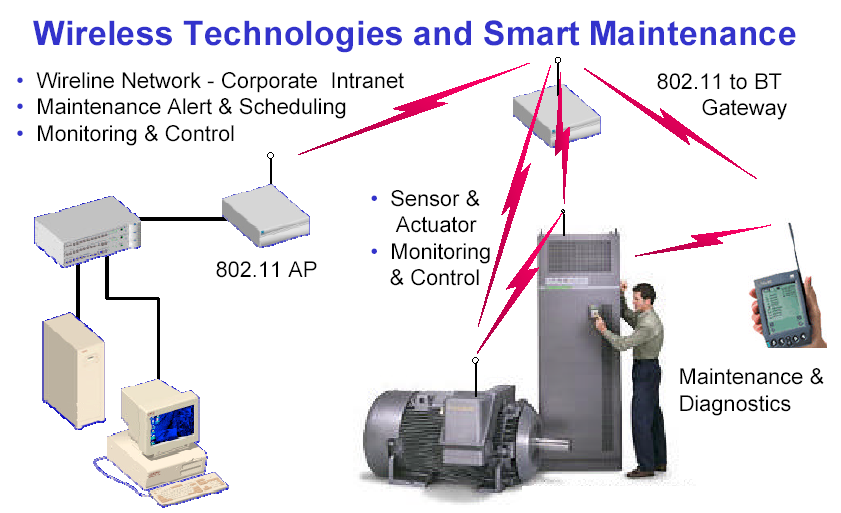 Wireless Technologies and Smart Maintenance
• Wireline Network - Corporate Intranet
• Maintenance Alert & Scheduling
• Monitoring & Control
802.11 to BT
Gateway
• Sensor &
Actuator
• Monitoring
& Control
802.11 AP
Maintenance &
Diagnostics